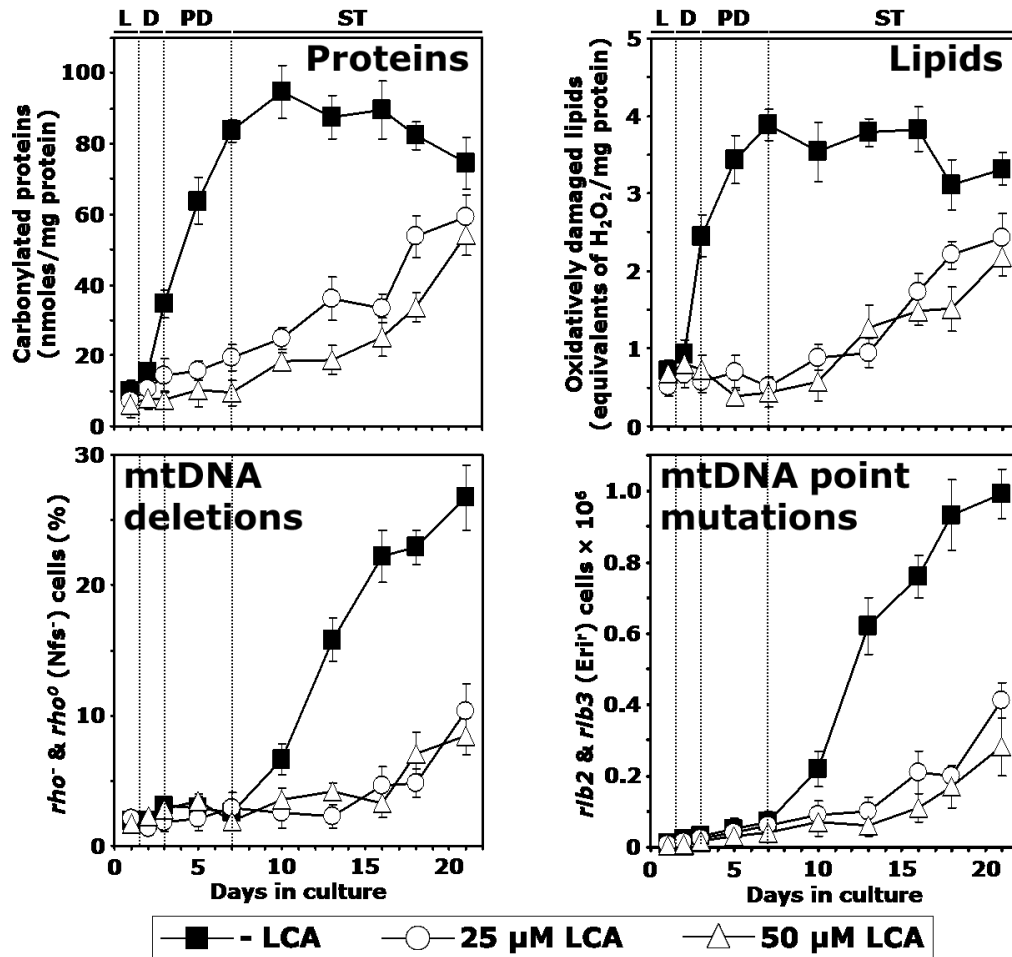 L D PD ST
L D PD ST
Proteins
Carbonylated proteins
(nmoles/mg protein)
100
80
60
40
20
0
Lipids
Oxidatively damaged lipids
(equivalents of H₂O₂/mg protein)
5
4
3
2
1
0
mtDNA
deletions
rho⁻ & rho⁰ (Nfs⁻) cells (%)
30
20
10
0
0 5 10 15 20
Days in culture
mtDNA point
mutations
rib2 & rib3 (Eriʳ) cells × 10⁶
1.0
0.8
0.6
0.4
0.2
0
0 5 10 15 20
Days in culture
- LCA 25 µM LCA 50 µM LCA